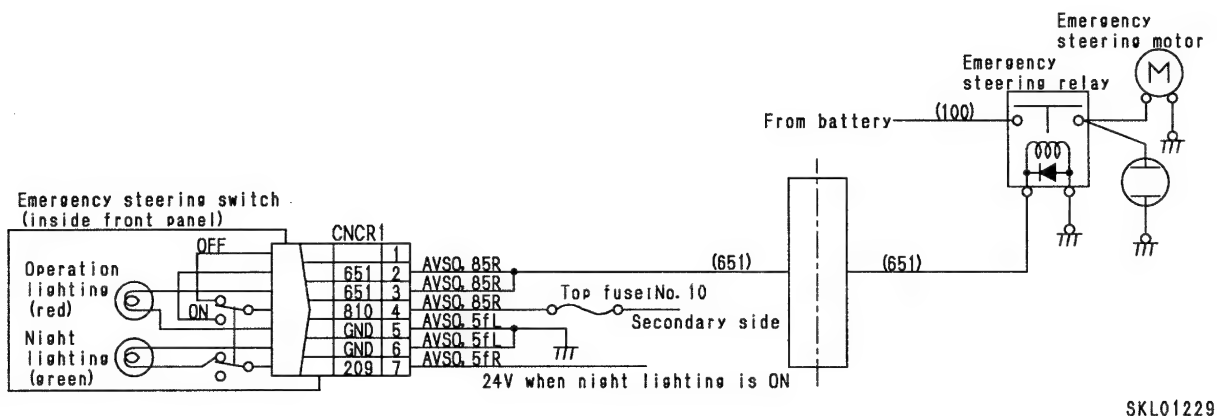 Emergency
steering motor
M
Emergency
steering relay
From battery
(100)
Emergency steering switch
(inside front panel)
OFF
CNCR1
1
Operation
lighting
(red)
651 2 AVSO. 85R
(651)
(651)
651 3 AVSO. 85R
ON
810 4 AVSO. 85R
Top fuse:No. 10
Secondary side
GND 5 AVSO. 5fL
Night
lighting
(green)
GND 6 AVSO. 5fL
209 7 AVSO. 5fR
24V when night lighting is ON
SKL01229